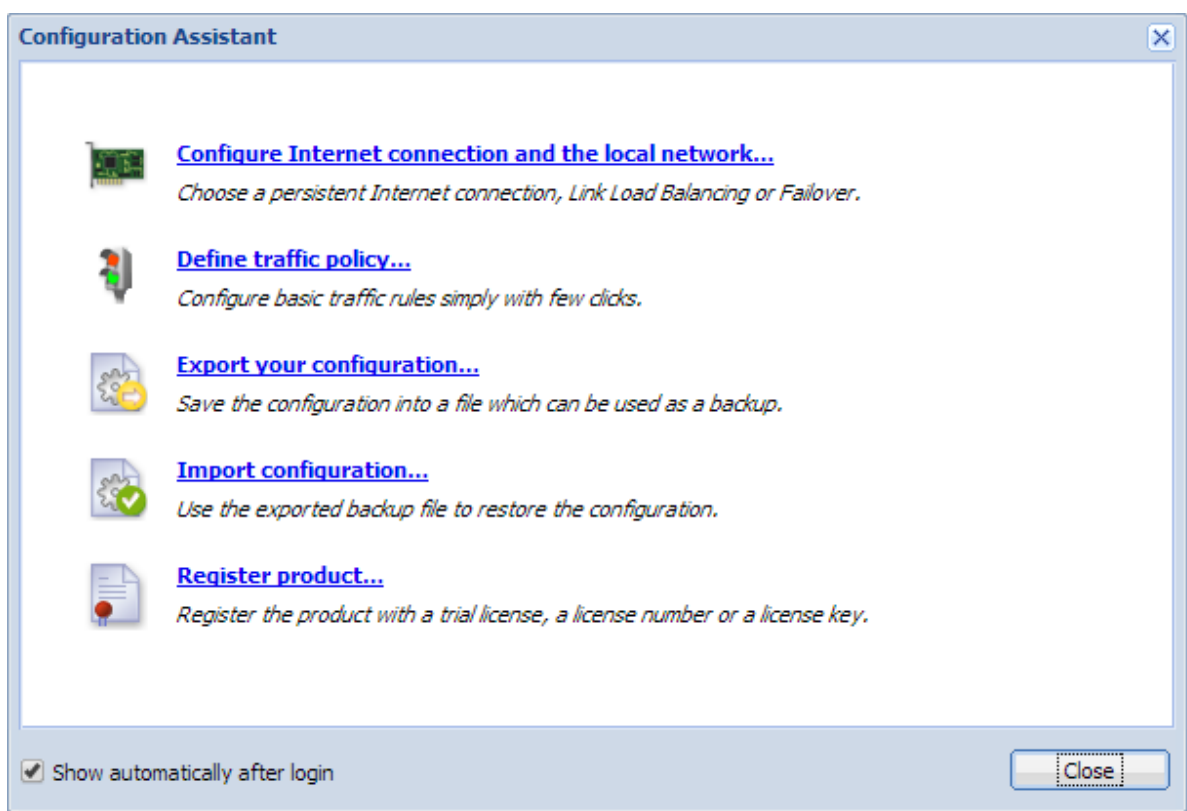 Configuration Assistant
Configure Internet connection and the local network...
Choose a persistent Internet connection, Link Load Balancing or Failover.
Define traffic policy...
Configure basic traffic rules simply with few clicks.
Export your configuration...
Save the configuration into a file which can be used as a backup.
Import configuration...
Use the exported backup file to restore the configuration.
Register product...
Register the product with a trial license, a license number or a license key.
Show automatically after login
Close